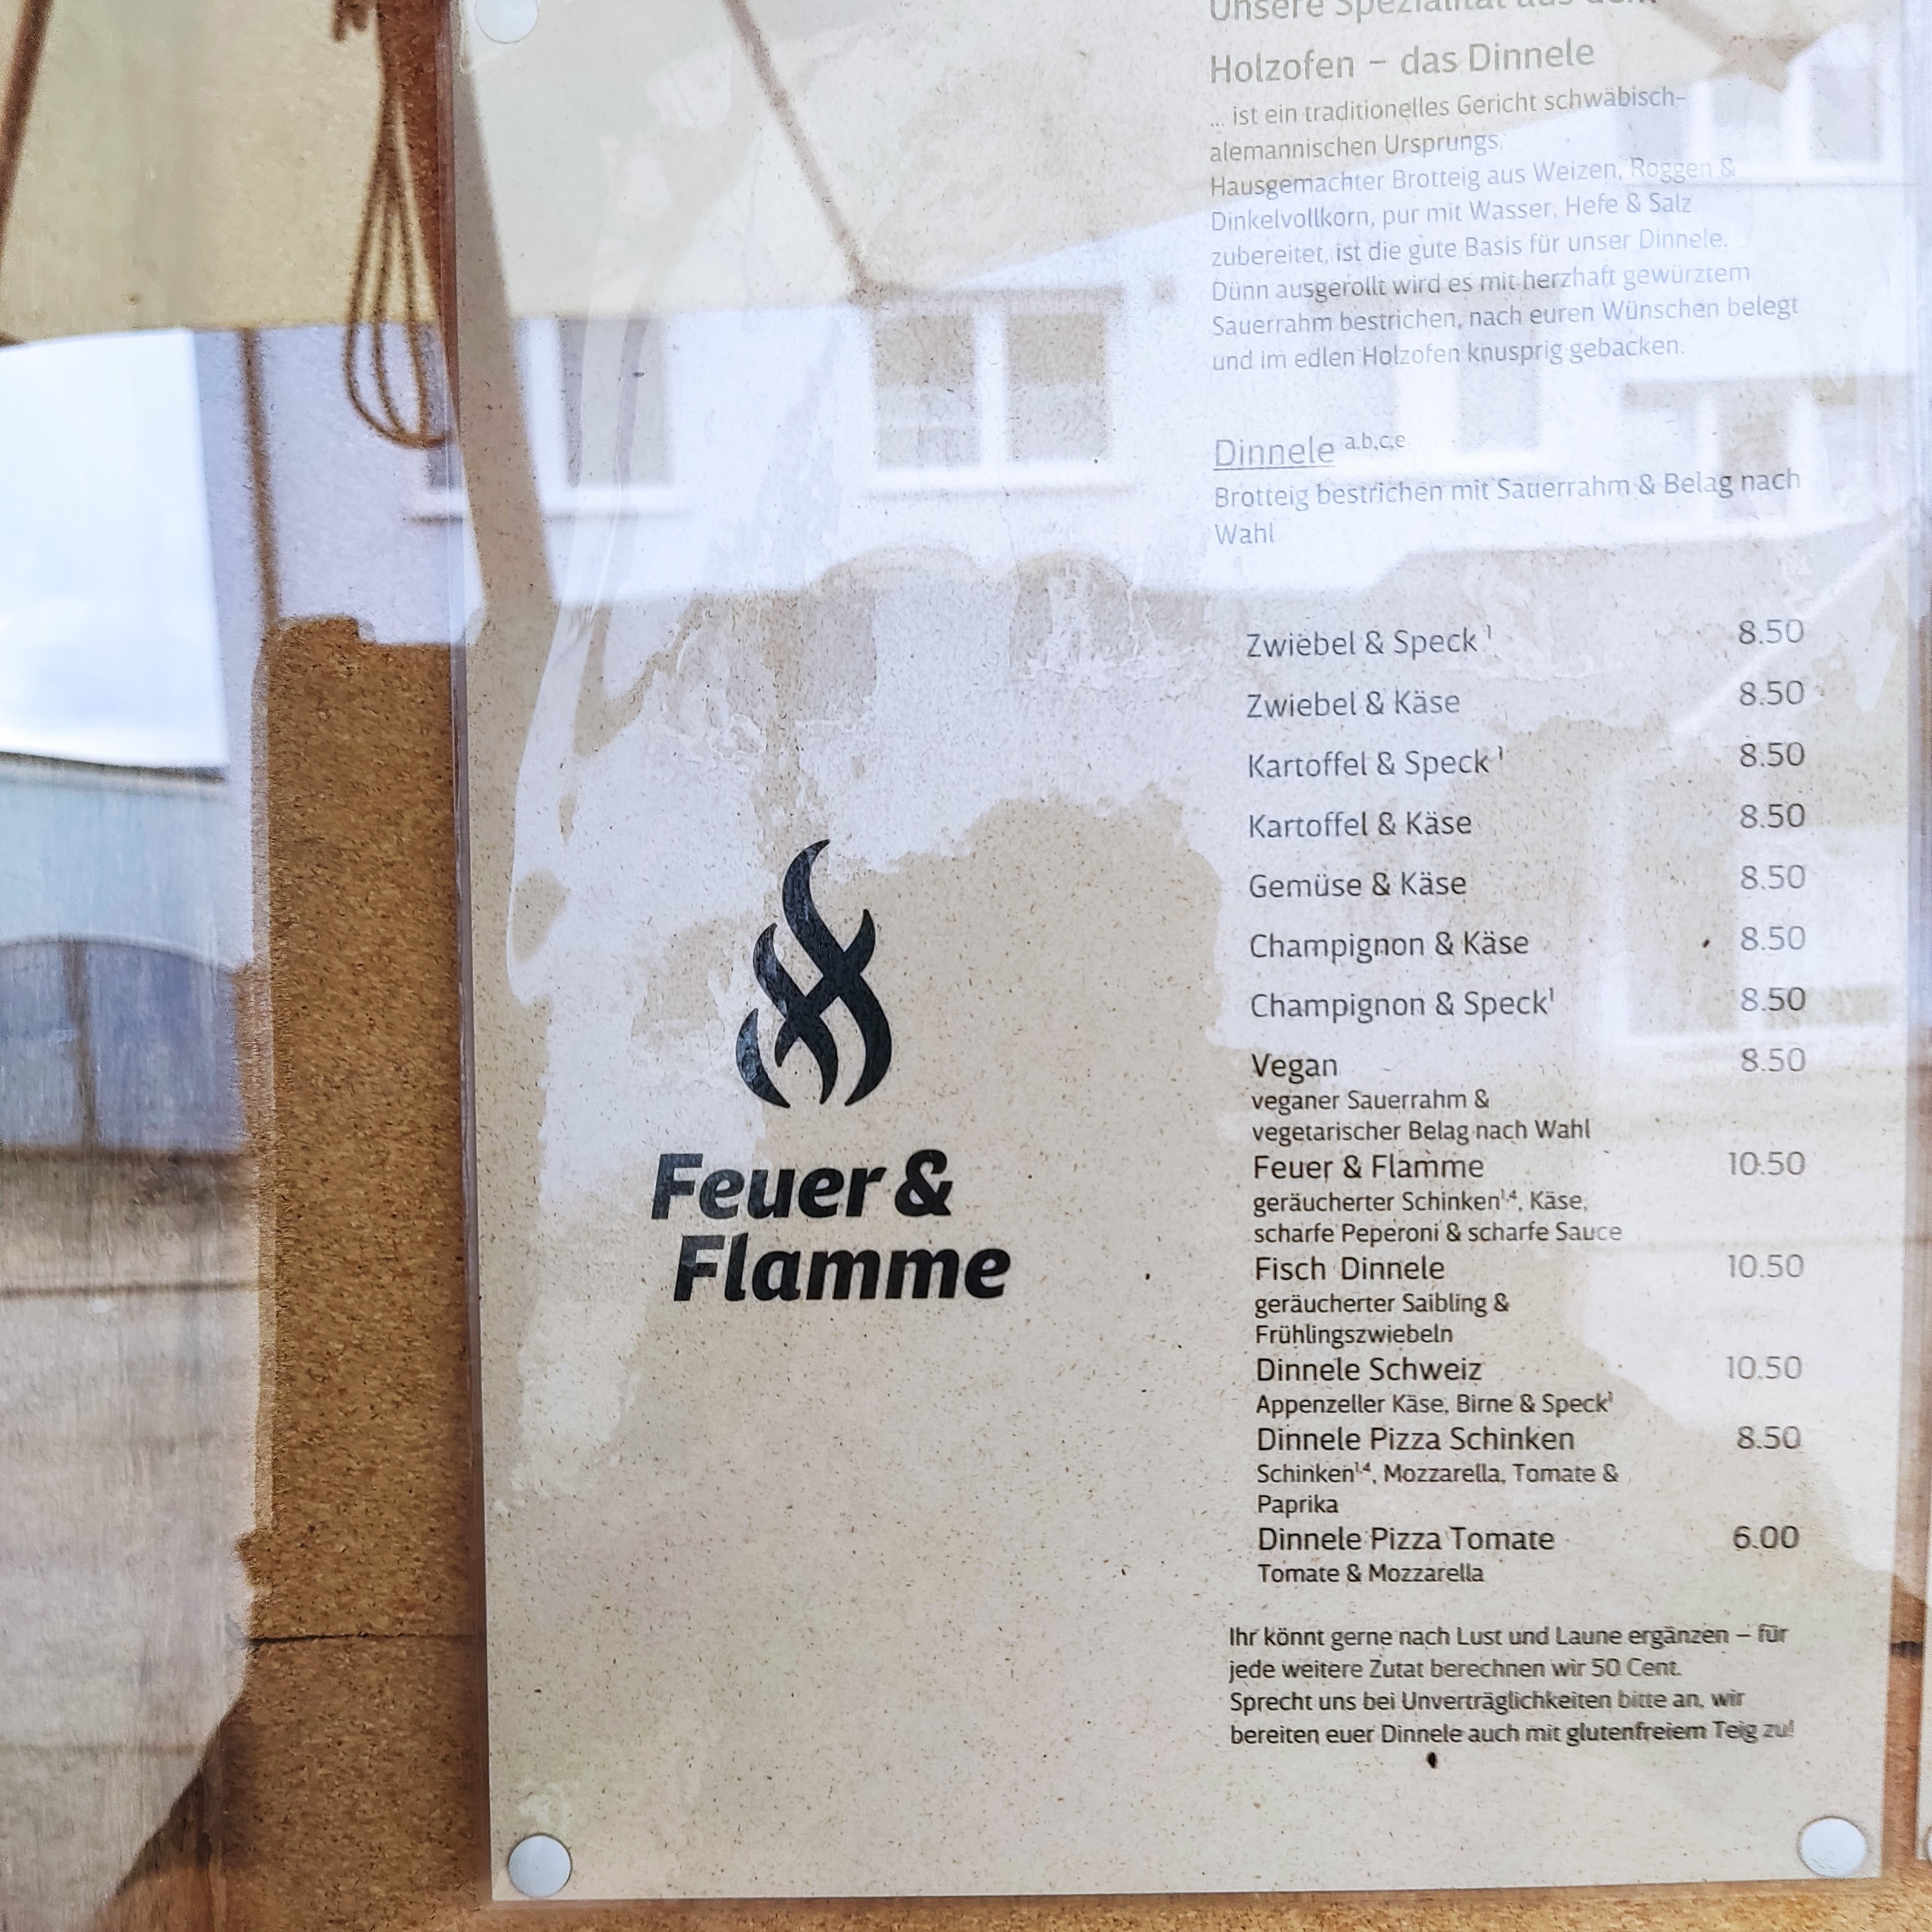 Unsere Spezialität aus dem
Holzofen – das Dinnele
... ist ein traditionelles Gericht schwäbisch-
alemannischen Ursprungs.
Hausgemachter Brotteig aus Weizen, Roggen &
Dinkelvollkorn, pur mit Wasser, Hefe & Salz
zubereitet, ist die gute Basis für unser Dinnele.
Dünn ausgerollt wird es mit herzhaft gewürztem
Sauerrahm bestrichen, nach euren Wünschen belegt
und im edlen Holzofen knusprig gebacken.
Dinnele a,b,c,e
Brotteig bestrichen mit Sauerrahm & Belag nach
Wahl
Zwiebel & Speck¹ 8.50
Zwiebel & Käse 8.50
Kartoffel & Speck¹ 8.50
Kartoffel & Käse 8.50
Gemüse & Käse 8.50
Champignon & Käse 8.50
Champignon & Speck¹ 8.50
Vegan 8.50
veganer Sauerrahm &
vegetarischer Belag nach Wahl
Feuer & Flamme 10.50
geräucherter Schinken¹,⁴, Käse,
scharfe Peperoni & scharfe Sauce
Fisch Dinnele 10.50
geräucherter Saibling &
Frühlingszwiebeln
Dinnele Schweiz 10.50
Appenzeller Käse, Birne & Speck¹
Dinnele Pizza Schinken 8.50
Schinken¹,⁴, Mozzarella, Tomate &
Paprika
Dinnele Pizza Tomate 6.00
Tomate & Mozzarella
Ihr könnt gerne nach Lust und Laune ergänzen – für
jede weitere Zutat berechnen wir 50 Cent.
Sprecht uns bei Unverträglichkeiten bitte an, wir
bereiten euer Dinnele auch mit glutenfreiem Teig zu!
Feuer &
Flamme